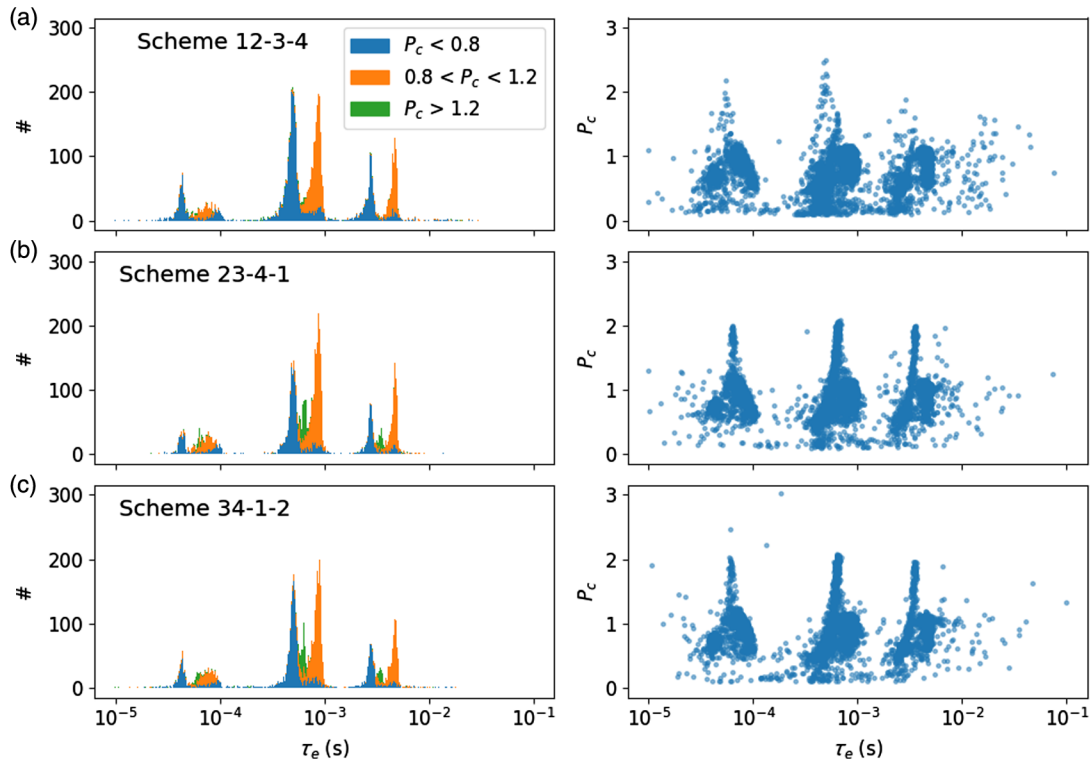 (a)
300
200
100
0
#
Scheme 12-3-4
P_c < 0.8
0.8 < P_c < 1.2
P_c > 1.2
3
2
1
0
P_c
(b)
300
200
100
0
#
Scheme 23-4-1
3
2
1
0
P_c
(c)
300
200
100
0
#
Scheme 34-1-2
10⁻⁵ 10⁻⁴ 10⁻³ 10⁻² 10⁻¹
τ_e (s)
3
2
1
0
P_c
10⁻⁵ 10⁻⁴ 10⁻³ 10⁻² 10⁻¹
τ_e (s)